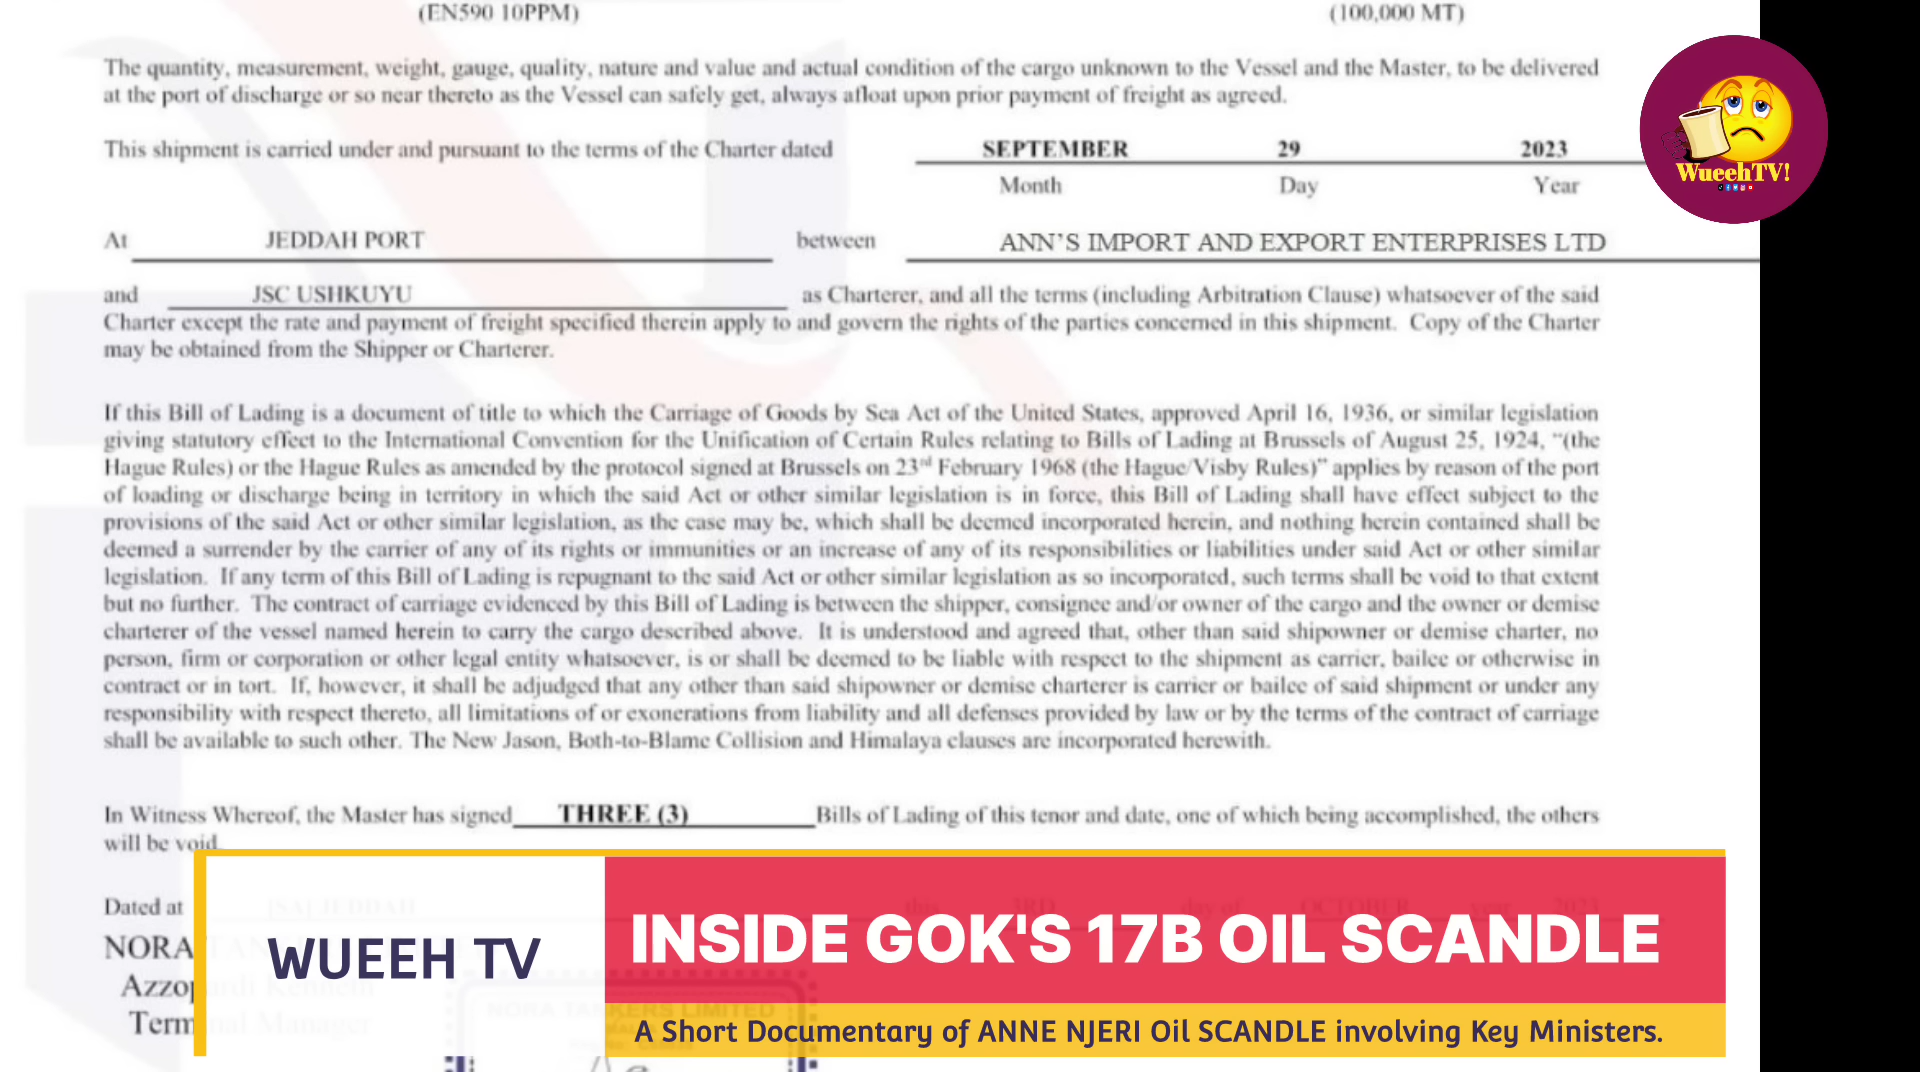 (EN590 10PPM) (100,000 MT)
The quantity, measurement, weight, gauge, quality, nature and value and actual condition of the cargo unknown to the Vessel and the Master, to be delivered
at the port of discharge or so near thereto as the Vessel can safely get, always afloat upon prior payment of freight as agreed.
This shipment is carried under and pursuant to the terms of the Charter dated SEPTEMBER 29 2023
Month Day Year
At JEDDAH PORT between ANN'S IMPORT AND EXPORT ENTERPRISES LTD
and JSC USHKUYU as Charterer, and all the terms (including Arbitration Clause) whatsoever of the said
Charter except the rate and payment of freight specified therein apply to and govern the rights of the parties concerned in this shipment. Copy of the Charter
may be obtained from the Shipper or Charterer.
If this Bill of Lading is a document of title to which the Carriage of Goods by Sea Act of the United States, approved April 16, 1936, or similar legislation
giving statutory effect to the International Convention for the Unification of Certain Rules relating to Bills of Lading at Brussels of August 25, 1924, "(the
Hague Rules) or the Hague Rules as amended by the protocol signed at Brussels on 23rd February 1968 (the Hague/Visby Rules)" applies by reason of the port
of loading or discharge being in territory in which the said Act or other similar legislation is in force, this Bill of Lading shall have effect subject to the
provisions of the said Act or other similar legislation, as the case may be, which shall be deemed incorporated herein, and nothing herein contained shall be
deemed a surrender by the carrier of any of its rights or immunities or an increase of any of its responsibilities or liabilities under said Act or other similar
legislation. If any term of this Bill of Lading is repugnant to the said Act or other similar legislation as so incorporated, such terms shall be void to that extent
but no further. The contract of carriage evidenced by this Bill of Lading is between the shipper, consignee and/or owner of the cargo and the owner or demise
charterer of the vessel named herein to carry the cargo described above. It is understood and agreed that, other than said shipowner or demise charter, no
person, firm or corporation or other legal entity whatsoever, is or shall be deemed to be liable with respect to the shipment as carrier, bailee or otherwise in
contract or in tort. If, however, it shall be adjudged that any other than said shipowner or demise charterer is carrier or bailee of said shipment or under any
responsibility with respect thereto, all limitations of or exonerations from liability and all defenses provided by law or by the terms of the contract of carriage
shall be available to such other. The New Jason, Both-to-Blame Collision and Himalaya clauses are incorporated herewith.
In Witness Whereof, the Master has signed THREE (3) Bills of Lading of this tenor and date, one of which being accomplished, the others
will be void.
Dated at JEDDAH this 3RD day of OCTOBER year 2023
NORA TANKERS
Azzopardi Kenneth
Terminal Manager
NORA TANKERS LIMITED
WueehTV!
WUEEH TV
INSIDE GOK'S 17B OIL SCANDLE
A Short Documentary of ANNE NJERI Oil SCANDLE involving Key Ministers.